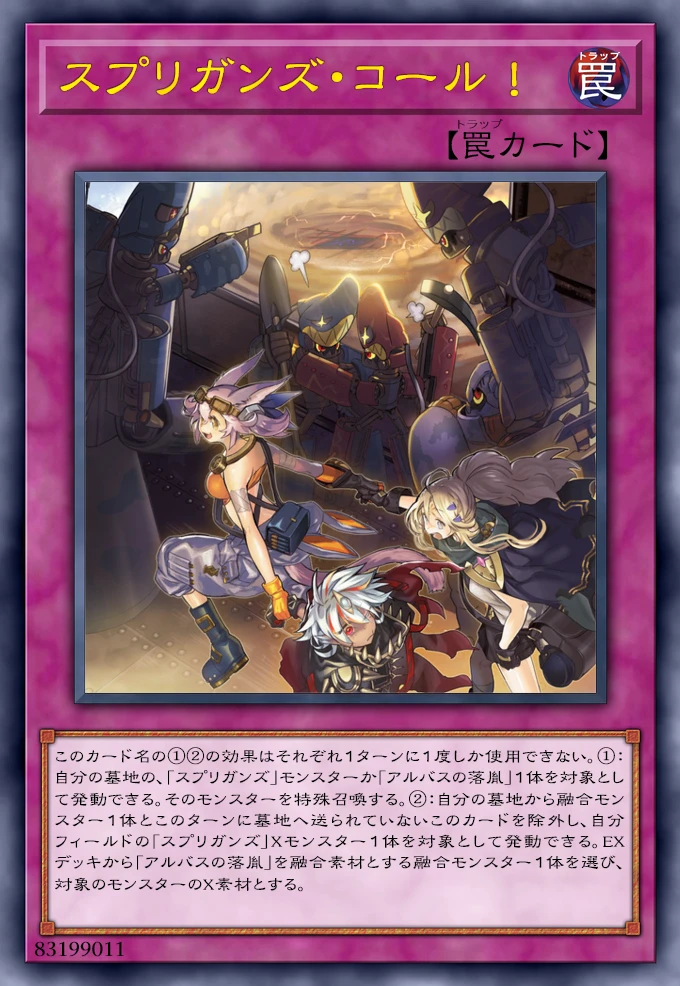 スプリガンズ・コール！
トラップ
罠
トラップ
【罠カード】
このカード名の①②の効果はそれぞれ１ターンに１度しか使用できない。①：
自分の墓地の、「スプリガンズ」モンスターか「アルバスの落胤」１体を対象とし
て発動できる。そのモンスターを特殊召喚する。②：自分の墓地から融合モン
スター１体とこのターンに墓地へ送られていないこのカードを除外し、自分
フィールドの「スプリガンズ」Xモンスター１体を対象として発動できる。EX
デッキから「アルバスの落胤」を融合素材とする融合モンスター１体を選び、
対象のモンスターのX素材とする。
83199011